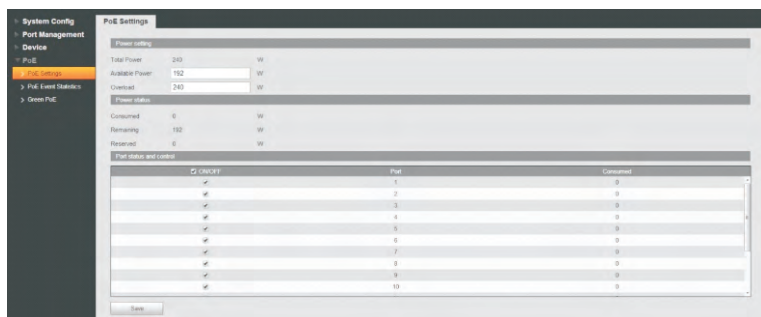 System Config
Port Management
Device
PoE
PoE Settings
PoE Event Statistics
Green PoE
PoE Settings
Power setting
Total Power 240 W
Available Power 192 W
Overload 240 W
Power status
Consumed 0 W
Remaining 192 W
Reserved 0 W
Port status and control
ON/OFF Port Consumed
1 0
2 0
3 0
4 0
5 0
6 0
7 0
8 0
9 0
10 0
Save